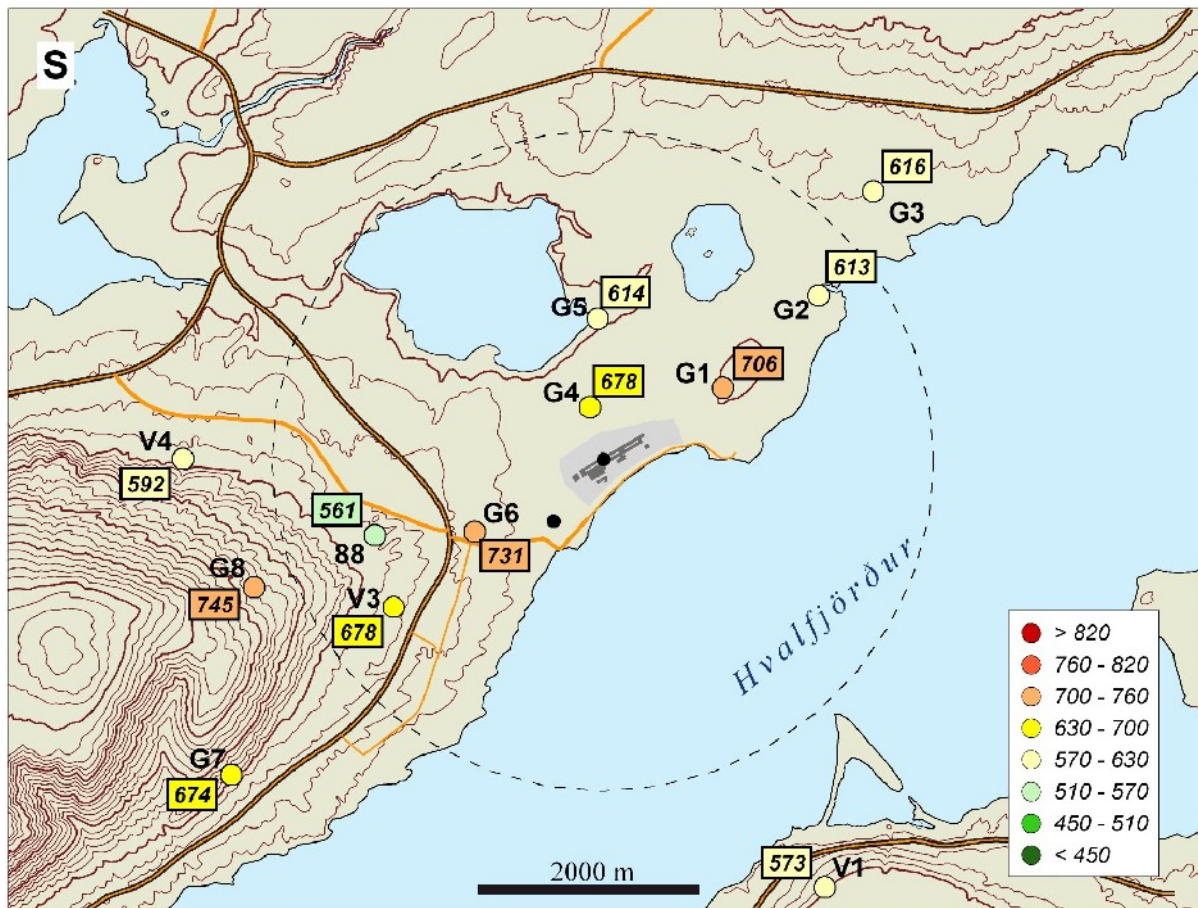 S
616
G3
613
G2
614
G5
706
G1
678
G4
V4
592
561
88
G6
731
G8
745
V3
678
Hvalfjörður
G7
674
573
V1
2000 m
> 820
760 - 820
700 - 760
630 - 700
570 - 630
510 - 570
450 - 510
< 450